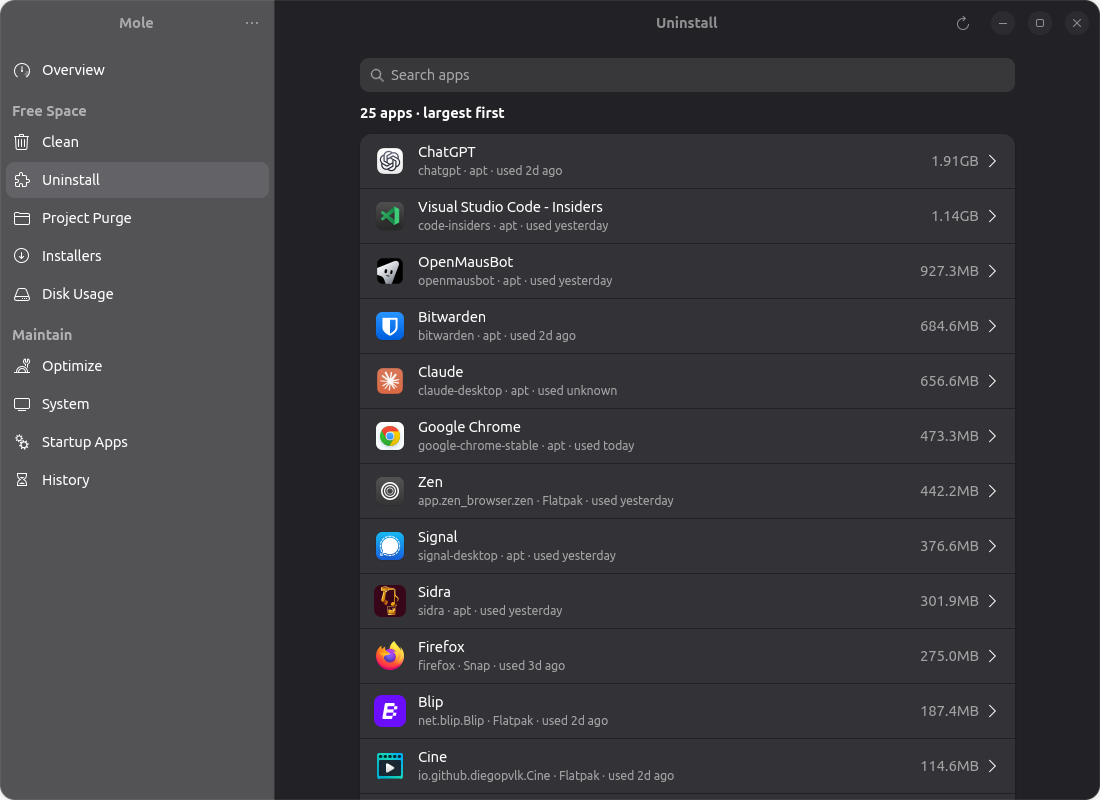 Mole
Uninstall
Overview
Free Space
Clean
Uninstall
Project Purge
Installers
Disk Usage
Maintain
Optimize
System
Startup Apps
History
Search apps
25 apps · largest first
ChatGPT
chatgpt · apt · used 2d ago
1.91GB
Visual Studio Code - Insiders
code-insiders · apt · used yesterday
1.14GB
OpenMausBot
openmausbot · apt · used yesterday
927.3MB
Bitwarden
bitwarden · apt · used 2d ago
684.6MB
Claude
claude-desktop · apt · used unknown
656.6MB
Google Chrome
google-chrome-stable · apt · used today
473.3MB
Zen
app.zen_browser.zen · Flatpak · used yesterday
442.2MB
Signal
signal-desktop · apt · used yesterday
376.6MB
Sidra
sidra · apt · used yesterday
301.9MB
Firefox
firefox · Snap · used 3d ago
275.0MB
Blip
net.blip.Blip · Flatpak · used 2d ago
187.4MB
Cine
io.github.diegopvlk.Cine · Flatpak · used 2d ago
114.6MB